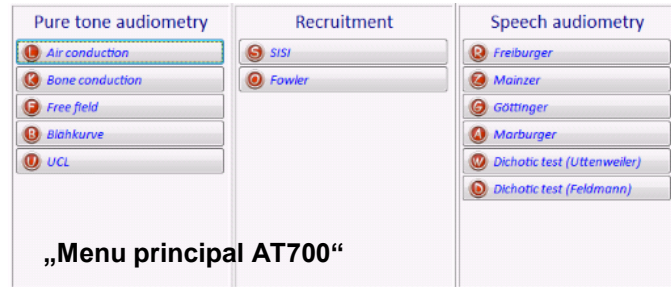 Pure tone audiometry
L Air conduction
K Bone conduction
F Free field
B Blähkurve
U UCL
Recruitment
S SISI
O Fowler
Speech audiometry
R Freiburger
Z Mainzer
G Göttinger
A Marburger
W Dichotic test (Uttenweiler)
D Dichotic test (Feldmann)
„Menu principal AT700“